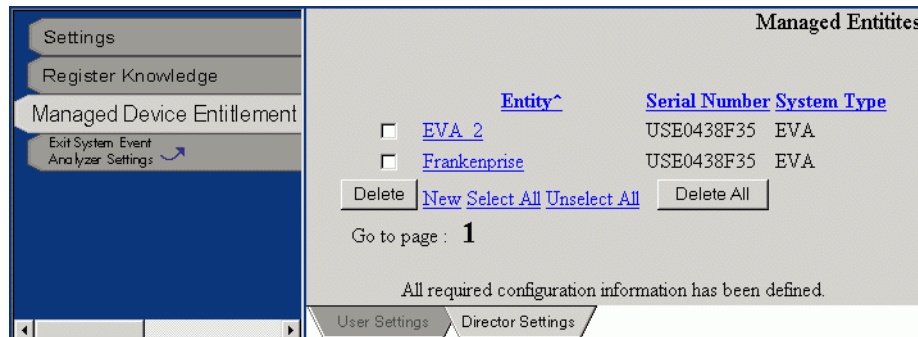 Settings
Register Knowledge
Managed Device Entitlement
Exit System Event
Analyzer Settings
Managed Entitites
Entity^ Serial Number System Type
EVA_2 USE0438F35 EVA
Frankenprise USE0438F35 EVA
Delete New Select All Unselect All Delete All
Go to page : 1
All required configuration information has been defined.
User Settings Director Settings